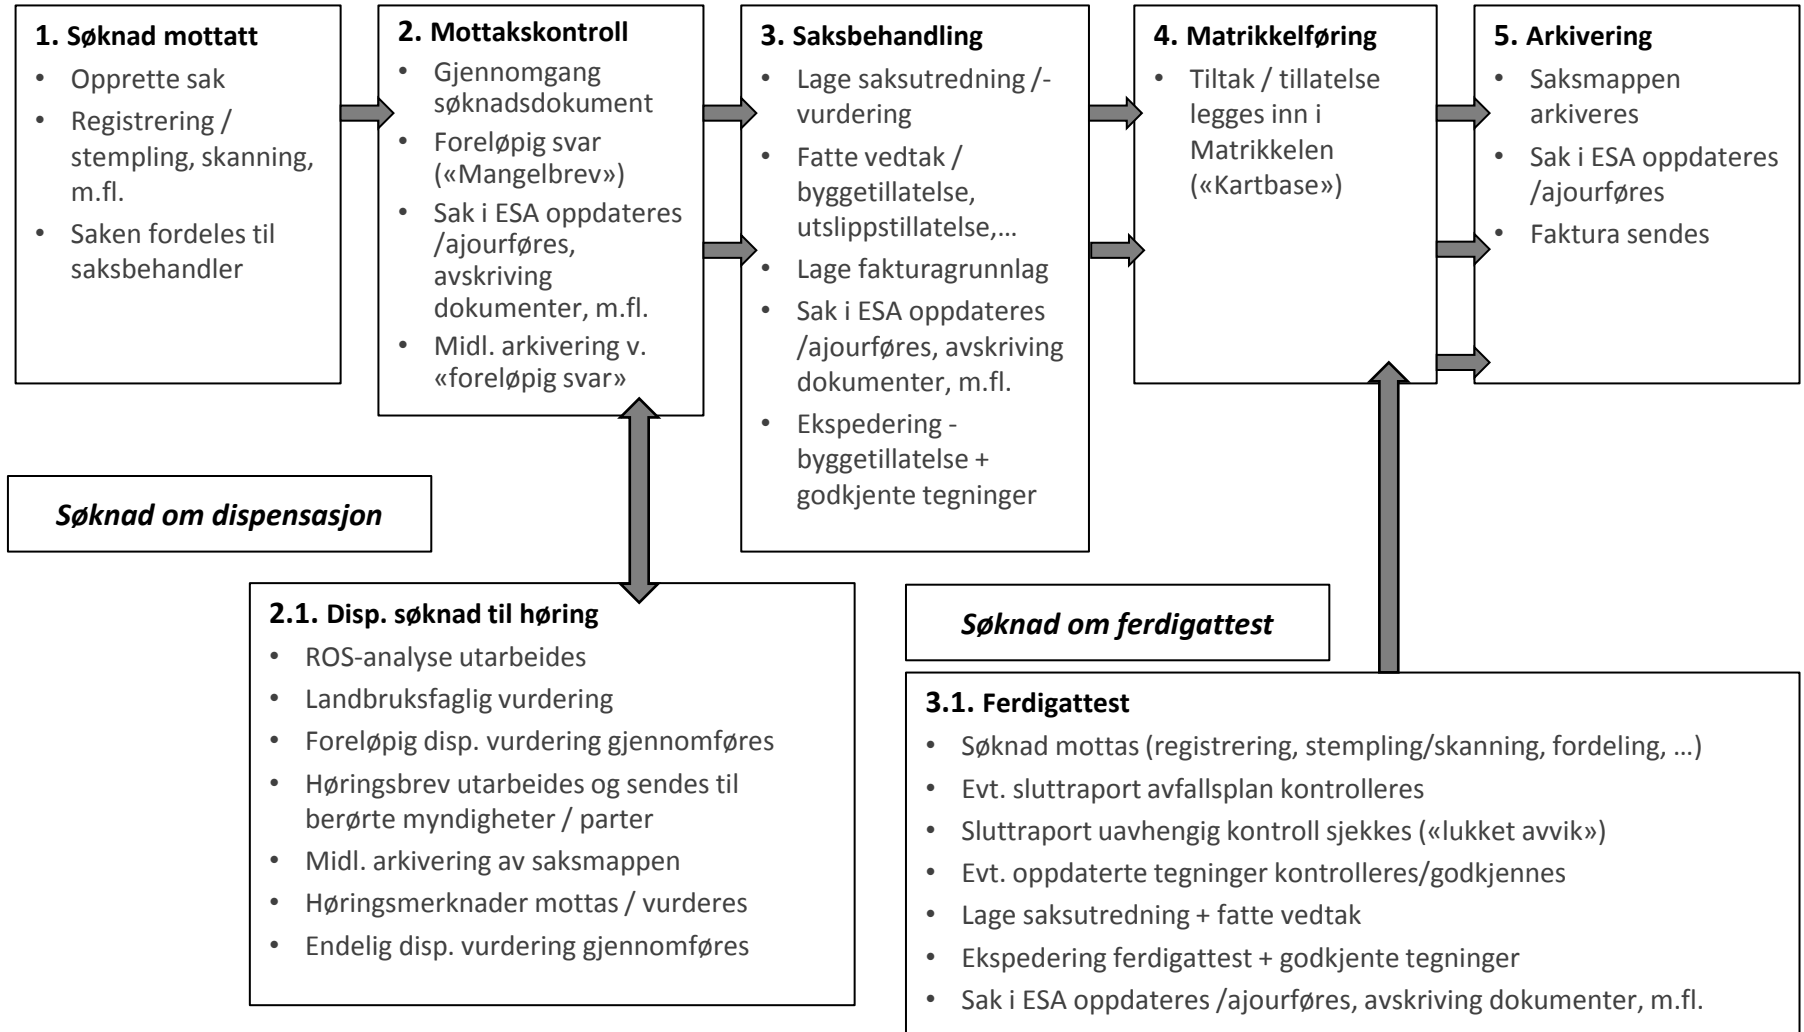 1. Søknad mottatt
• Opprette sak
• Registrering /
stempling, skanning,
m.fl.
• Saken fordeles til
saksbehandler
2. Mottakskontroll
• Gjennomgang
søknadsdokument
• Foreløpig svar
(«Mangelbrev»)
• Sak i ESA oppdateres
/ajourføres,
avskriving
dokumenter, m.fl.
• Midl. arkivering v.
«foreløpig svar»
3. Saksbehandling
• Lage saksutredning /-
vurdering
• Fatte vedtak /
byggetillatelse,
utslippstillatelse,...
• Lage fakturagrunnlag
• Sak i ESA oppdateres
/ajourføres, avskriving
dokumenter, m.fl.
• Ekspedering -
byggetillatelse +
godkjente tegninger
4. Matrikkelføring
• Tiltak / tillatelse
legges inn i
Matrikkelen
(«Kartbase»)
5. Arkivering
• Saksmappen
arkiveres
• Sak i ESA oppdateres
/ajourføres
• Faktura sendes
Søknad om dispensasjon
2.1. Disp. søknad til høring
• ROS-analyse utarbeides
• Landbruksfaglig vurdering
• Foreløpig disp. vurdering gjennomføres
• Høringsbrev utarbeides og sendes til
berørte myndigheter / parter
• Midl. arkivering av saksmappen
• Høringsmerknader mottas / vurderes
• Endelig disp. vurdering gjennomføres
Søknad om ferdigattest
3.1. Ferdigattest
• Søknad mottas (registrering, stempling/skanning, fordeling, ...)
• Evt. sluttraport avfallsplan kontrolleres
• Sluttraport uavhengig kontroll sjekkes («lukket avvik»)
• Evt. oppdaterte tegninger kontrolleres/godkjennes
• Lage saksutredning + fatte vedtak
• Ekspedering ferdigattest + godkjente tegninger
• Sak i ESA oppdateres /ajourføres, avskriving dokumenter, m.fl.